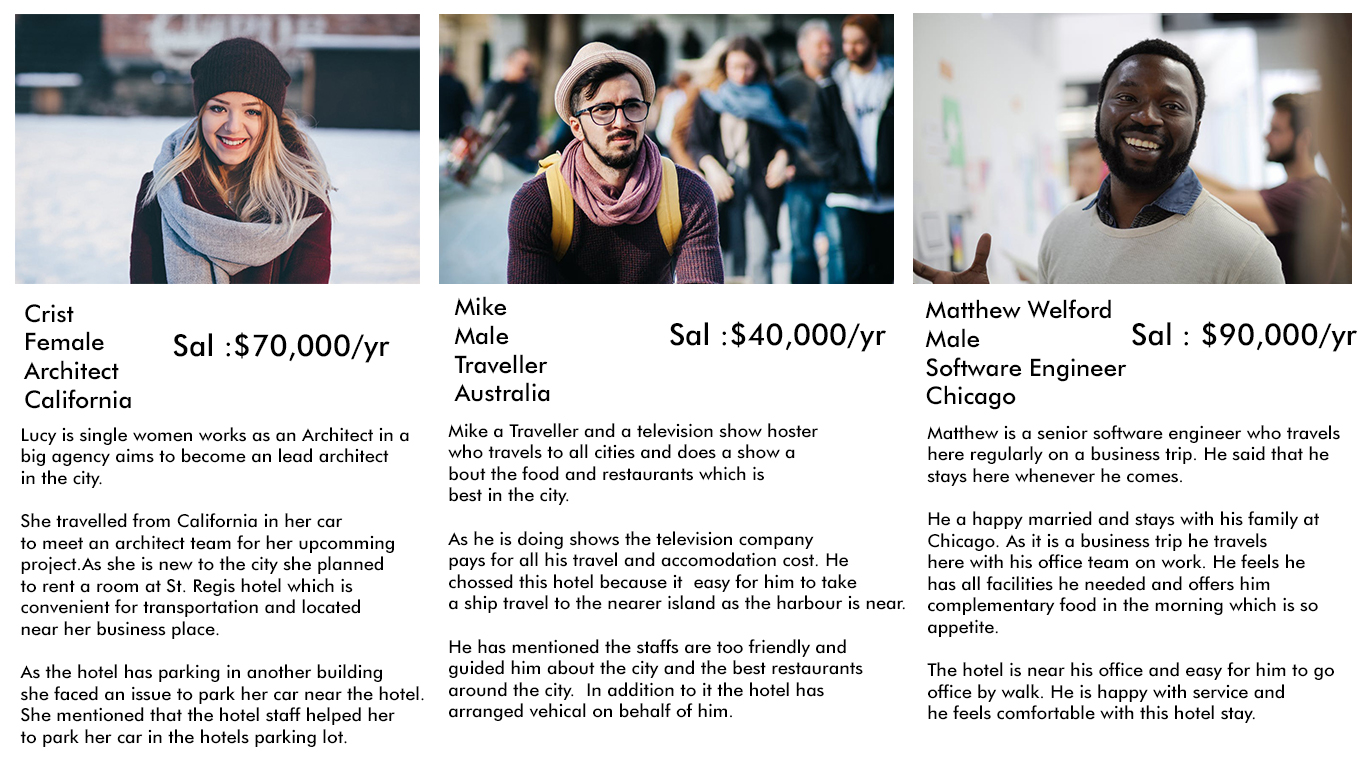 Crist
Female
Architect
California
Sal :$70,000/yr
Lucy is single women works as an Architect in a
big agency aims to become an lead architect
in the city.
She travelled from California in her car
to meet an architect team for her upcomming
project.As she is new to the city she planned
to rent a room at St. Regis hotel which is
convenient for transportation and located
near her business place.
As the hotel has parking in another building
she faced an issue to park her car near the hotel.
She mentioned that the hotel staff helped her
to park her car in the hotels parking lot.
Mike
Male
Traveller
Australia
Sal :$40,000/yr
Mike a Traveller and a television show hoster
who travels to all cities and does a show a
bout the food and restaurants which is
best in the city.
As he is doing shows the television company
pays for all his travel and accomodation cost. He
chossed this hotel because it  easy for him to take
a ship travel to the nearer island as the harbour is near.
He has mentioned the staffs are too friendly and
guided him about the city and the best restaurants
around the city.  In addition to it the hotel has
arranged vehical on behalf of him.
Matthew Welford
Male
Software Engineer
Chicago
Sal : $90,000/yr
Matthew is a senior software engineer who travels
here regularly on a business trip. He said that he
stays here whenever he comes.
He a happy married and stays with his family at
Chicago. As it is a business trip he travels
here with his office team on work. He feels he
has all facilities he needed and offers him
complementary food in the morning which is so
appetite.
The hotel is near his office and easy for him to go
office by walk. He is happy with service and
he feels comfortable with this hotel stay.